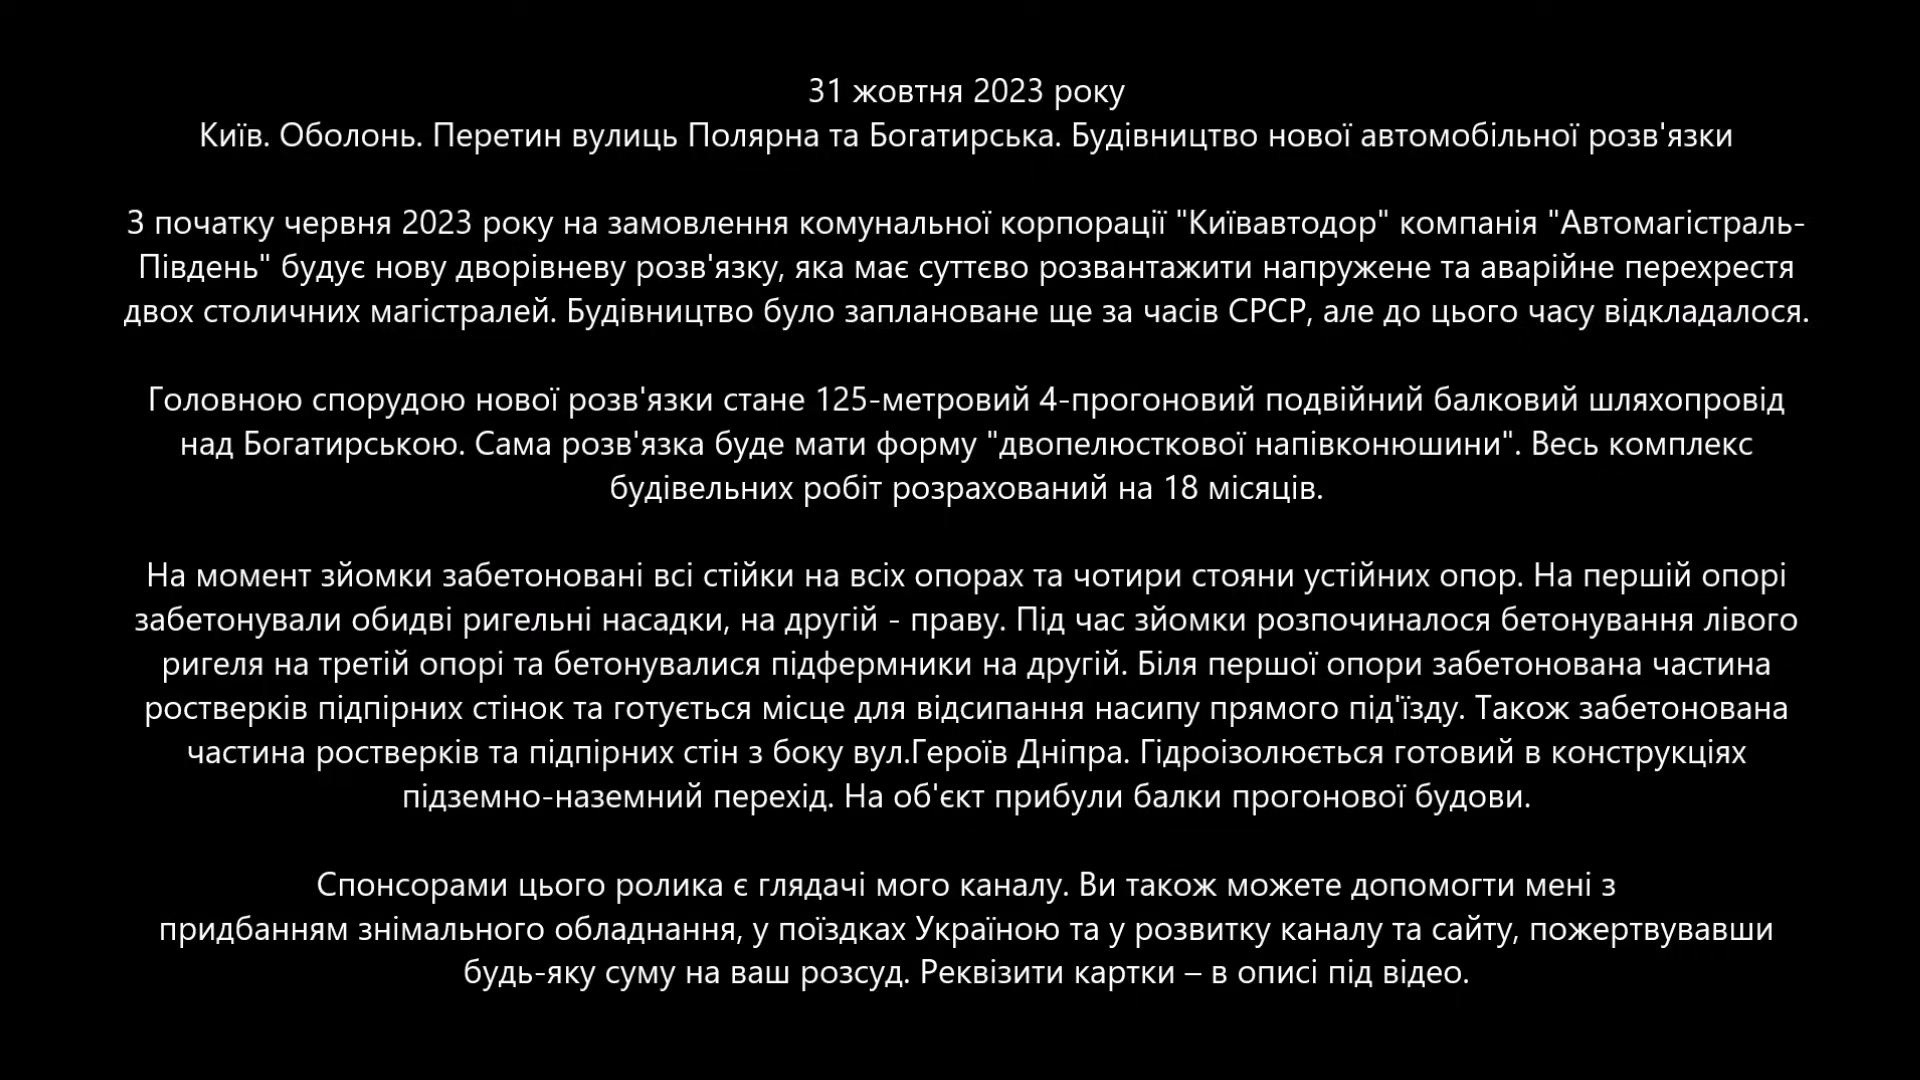 31 жовтня 2023 року
Київ. Оболонь. Перетин вулиць Полярна та Богатирська. Будівництво нової автомобільної розв'язки
З початку червня 2023 року на замовлення комунальної корпорації "Київавтодор" компанія "Автомагістраль-
Південь" будує нову дворівневу розв'язку, яка має суттєво розвантажити напружене та аварійне перехрестя
двох столичних магістралей. Будівництво було заплановане ще за часів СРСР, але до цього часу відкладалося.
Головною спорудою нової розв'язки стане 125-метровий 4-прогоновий подвійний балковий шляхопровід
над Богатирською. Сама розв'язка буде мати форму "двопелюсткової напівконюшини". Весь комплекс
будівельних робіт розрахований на 18 місяців.
На момент зйомки забетоновані всі стійки на всіх опорах та чотири стояни устійних опор. На першій опорі
забетонували обидві ригельні насадки, на другій - праву. Під час зйомки розпочиналося бетонування лівого
ригеля на третій опорі та бетонувалися підфермники на другій. Біля першої опори забетонована частина
ростверків підпірних стінок та готується місце для відсипання насипу прямого під'їзду. Також забетонована
частина ростверків та підпірних стін з боку вул.Героїв Дніпра. Гідроізолюється готовий в конструкціях
підземно-наземний перехід. На об'єкт прибули балки прогонової будови.
Спонсорами цього ролика є глядачі мого каналу. Ви також можете допомогти мені з
придбанням знімального обладнання, у поїздках Україною та у розвитку каналу та сайту, пожертвувавши
будь-яку суму на ваш розсуд. Реквізити картки – в описі під відео.